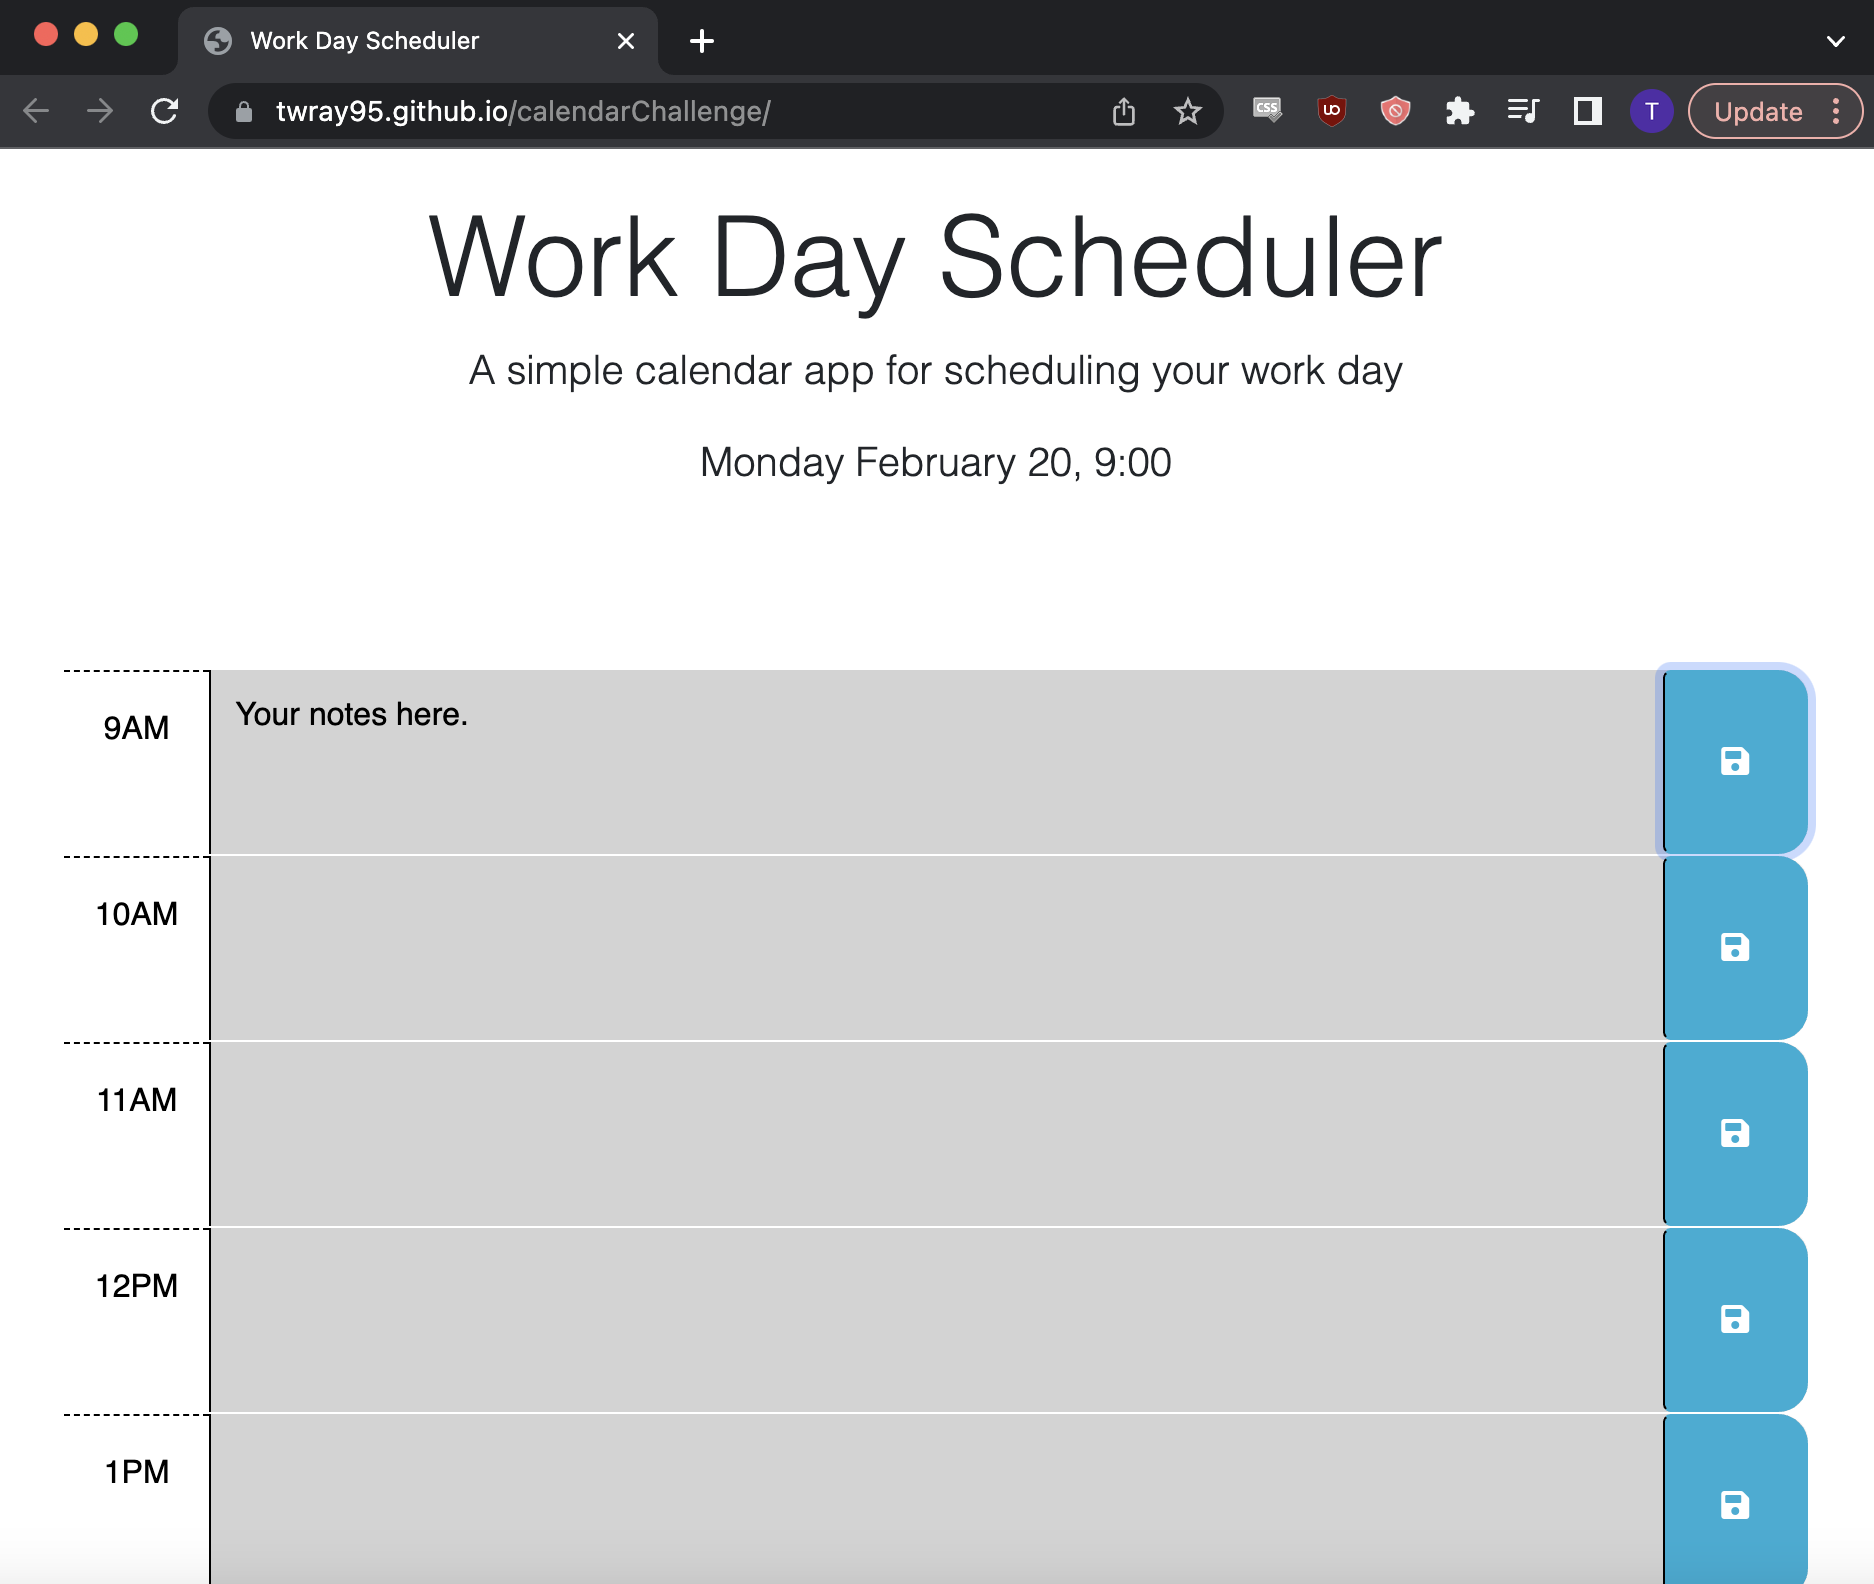 Work Day Scheduler
twray95.github.io/calendarChallenge/
CSS
T
Update
Work Day Scheduler
A simple calendar app for scheduling your work day
Monday February 20, 9:00
9AM
Your notes here.
10AM
11AM
12PM
1PM